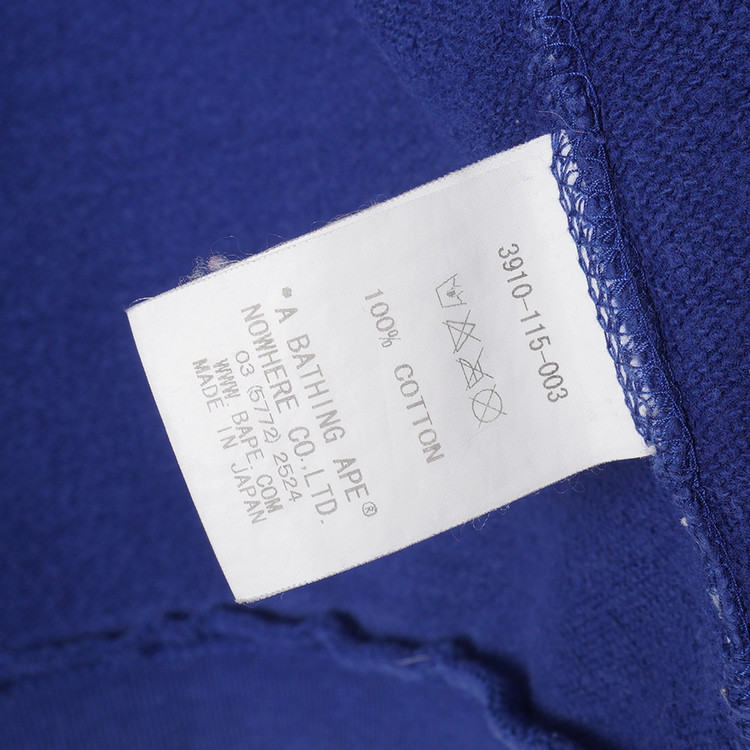 3910-115-003
100% COTTON
*A BATHING APE®
NOWHERE CO.,LTD.
03 (5772) 2524
WWW.BAPE.COM
MADE IN JAPAN